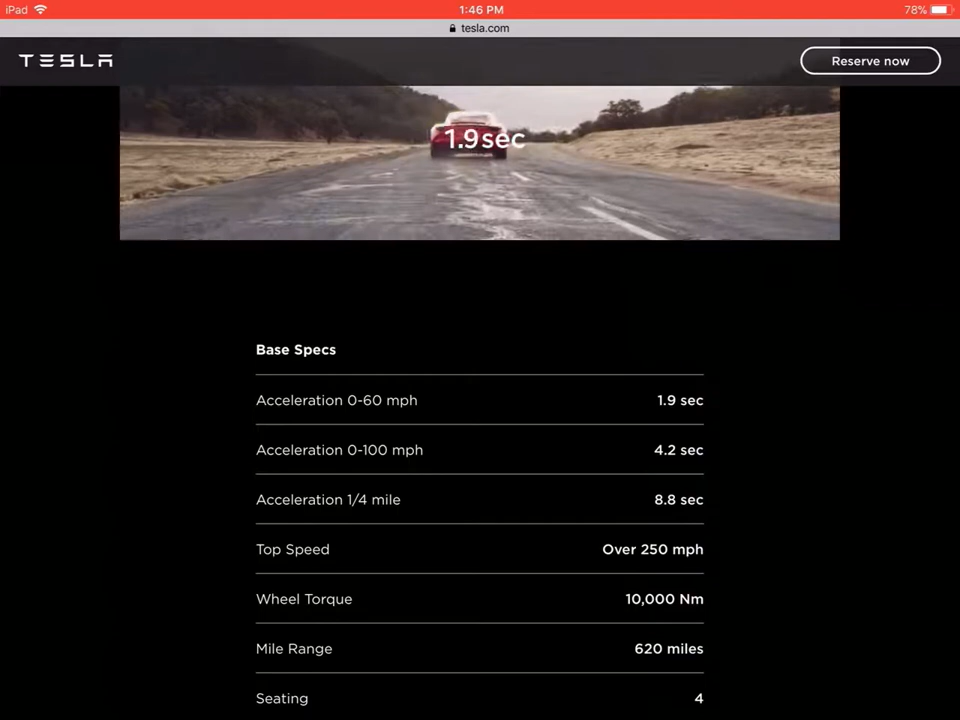 iPad 1:46 PM 78%
tesla.com
TESLA Reserve now
1.9 sec
Base Specs
Acceleration 0-60 mph 1.9 sec
Acceleration 0-100 mph 4.2 sec
Acceleration 1/4 mile 8.8 sec
Top Speed Over 250 mph
Wheel Torque 10,000 Nm
Mile Range 620 miles
Seating 4